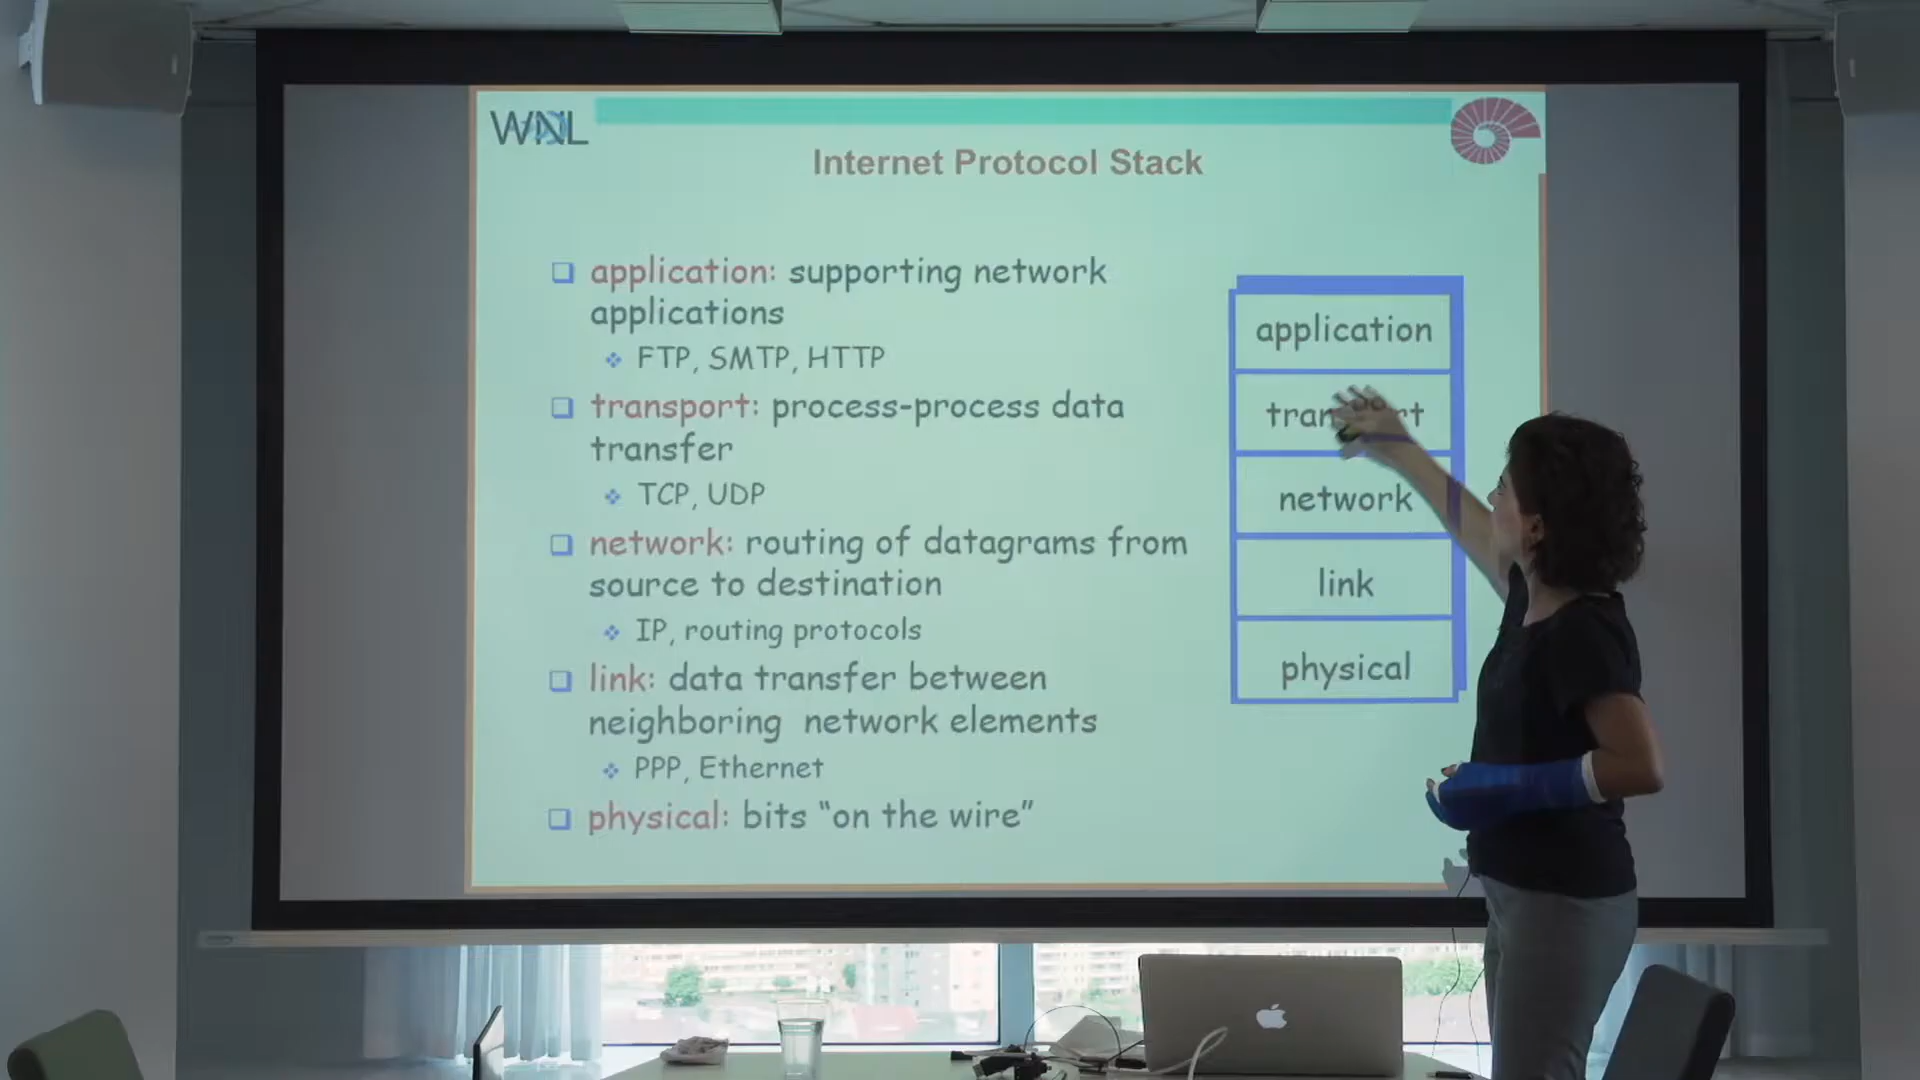 WNL
Internet Protocol Stack
❑ application: supporting network
applications
❖ FTP, SMTP, HTTP
❑ transport: process-process data
transfer
❖ TCP, UDP
❑ network: routing of datagrams from
source to destination
❖ IP, routing protocols
❑ link: data transfer between
neighboring network elements
❖ PPP, Ethernet
❑ physical: bits “on the wire”
application
transport
network
link
physical